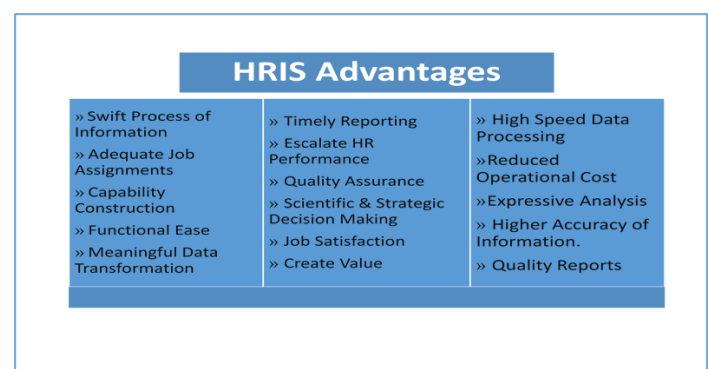 HRIS Advantages
» Swift Process of
Information
» Adequate Job
Assignments
» Capability
Construction
» Functional Ease
» Meaningful Data
Transformation
» Timely Reporting
» Escalate HR
Performance
» Quality Assurance
» Scientific & Strategic
Decision Making
» Job Satisfaction
» Create Value
» High Speed Data
Processing
»Reduced
Operational Cost
»Expressive Analysis
» Higher Accuracy of
Information.
» Quality Reports